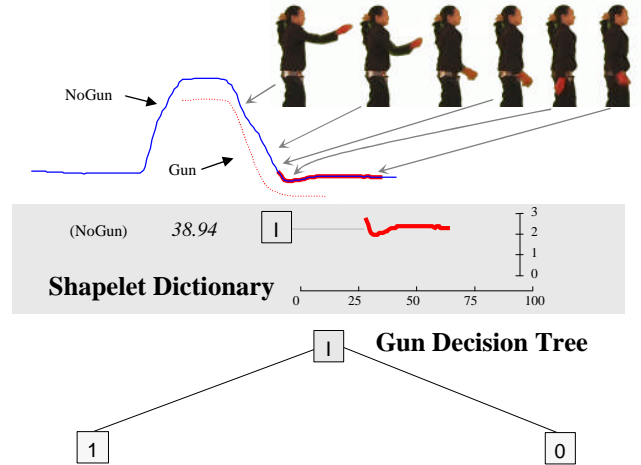 NoGun
Gun
(NoGun) 38.94 I
3
2
1
0
Shapelet Dictionary
0 25 50 75 100
I
Gun Decision Tree
1 0